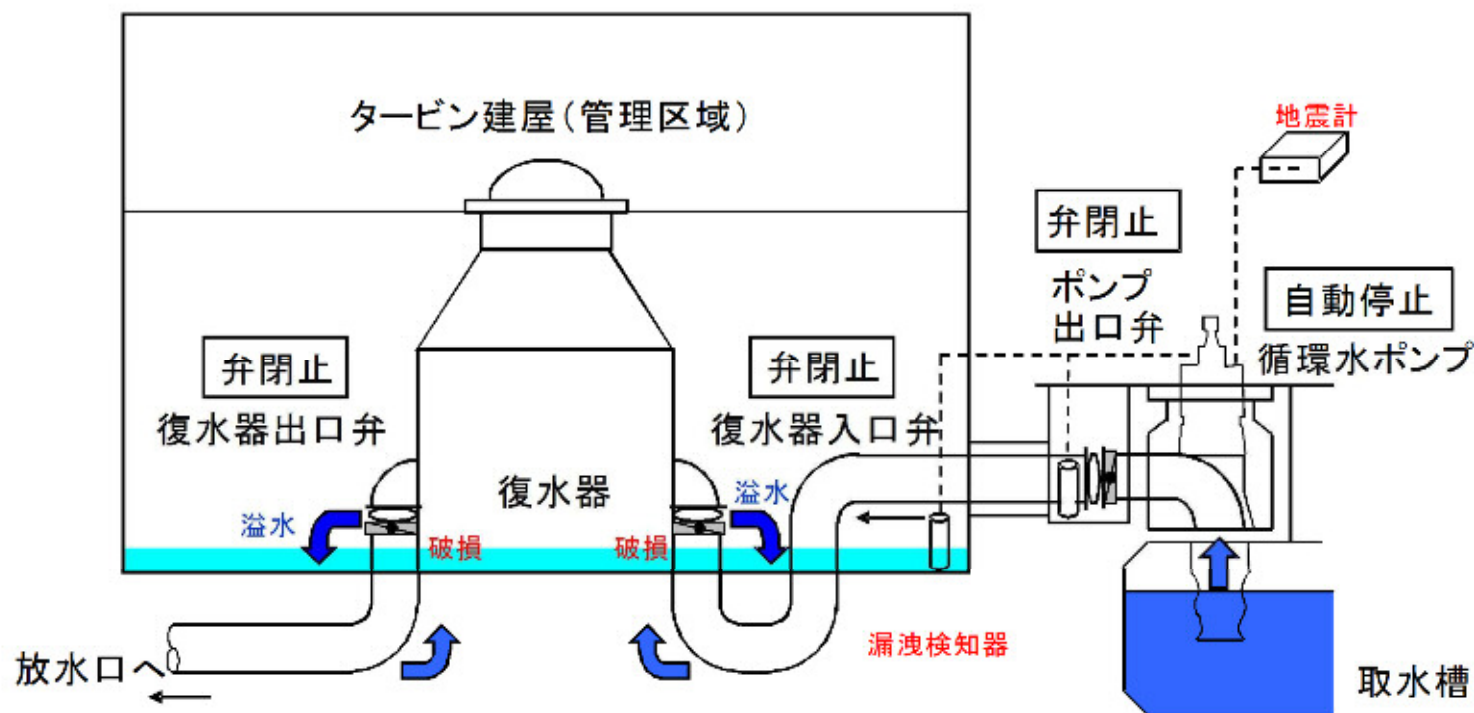 タービン建屋(管理区域)
地震計
弁閉止
ポンプ
出口弁
自動停止
循環水ポンプ
弁閉止
復水器出口弁
弁閉止
復水器入口弁
復水器
溢水
溢水
破損
破損
漏洩検知器
放水口へ
取水槽